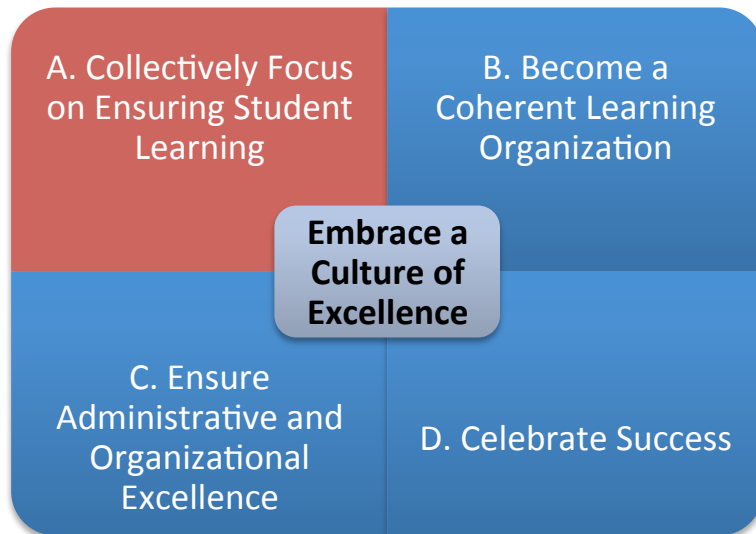 A. Collectively Focus
on Ensuring Student
Learning
B. Become a
Coherent Learning
Organization
Embrace a
Culture of
Excellence
C. Ensure
Administrative and
Organizational
Excellence
D. Celebrate Success